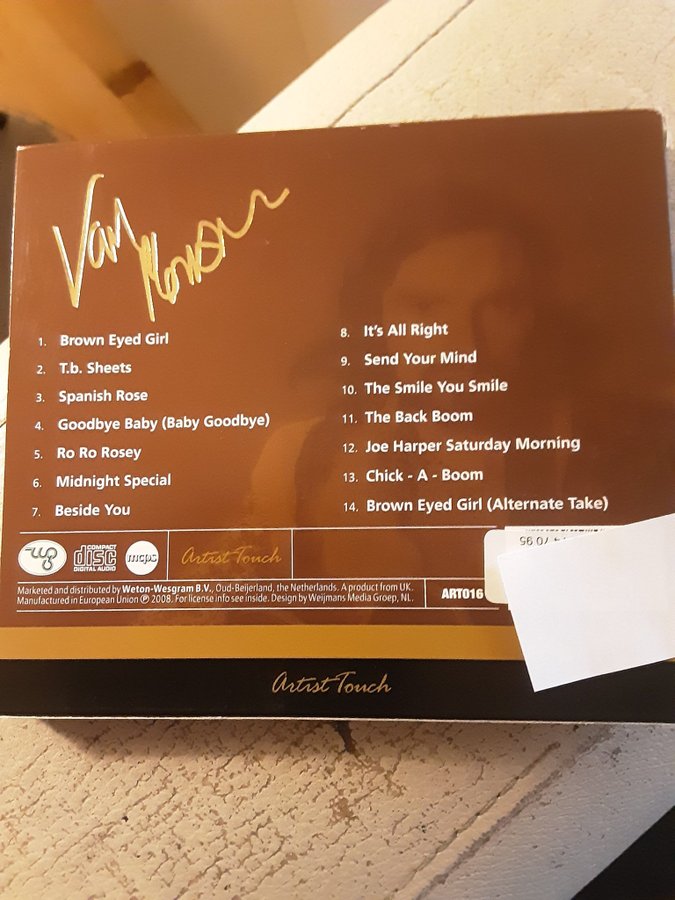 Van Morrison
1. Brown Eyed Girl
2. T.b. Sheets
3. Spanish Rose
4. Goodbye Baby (Baby Goodbye)
5. Ro Ro Rosey
6. Midnight Special
7. Beside You
8. It's All Right
9. Send Your Mind
10. The Smile You Smile
11. The Back Boom
12. Joe Harper Saturday Morning
13. Chick - A - Boom
14. Brown Eyed Girl (Alternate Take)
COMPACT
disc
DIGITAL AUDIO
mcps
Artist Touch
Marketed and distributed by Weton-Wesgram B.V., Oud-Beijerland, the Netherlands. A product from UK.
Manufactured in European Union ℗ 2008. For license info see inside. Design by Weijmans Media Groep, NL.
ART016
Artist Touch